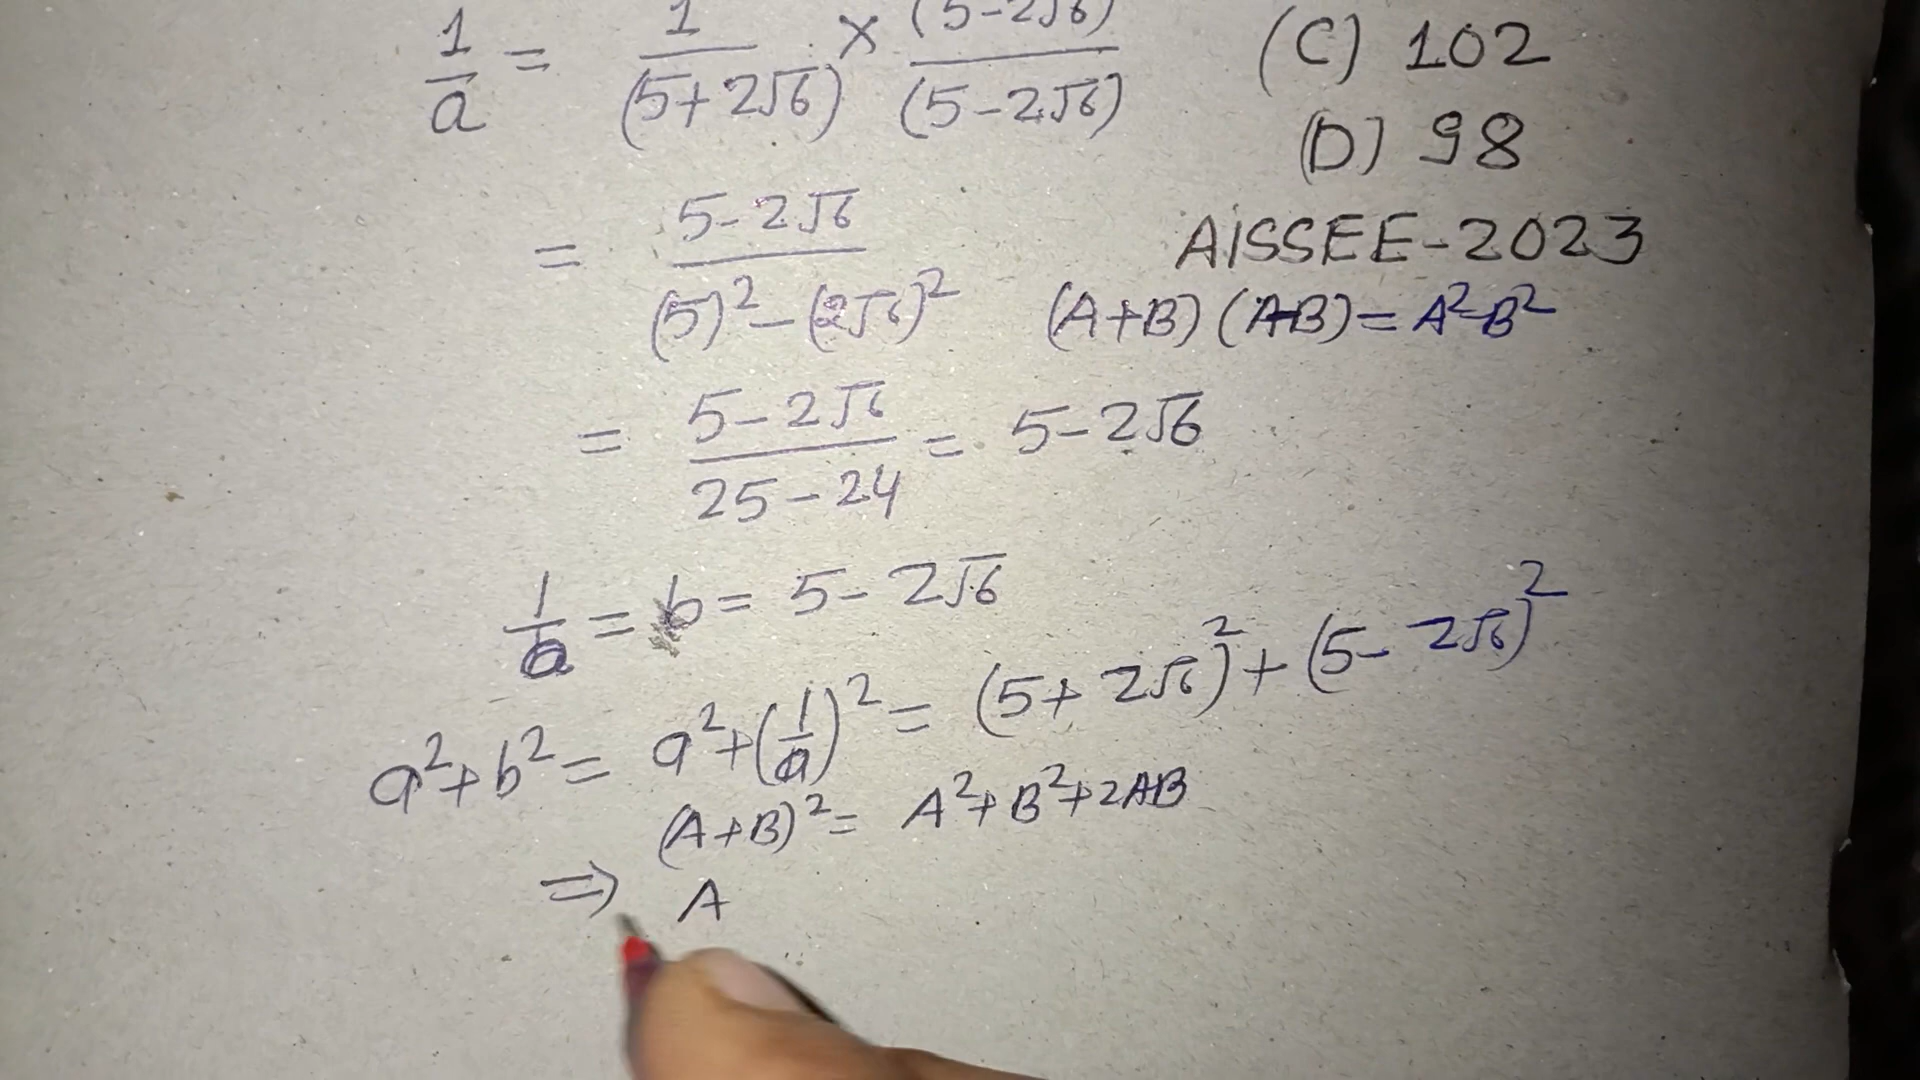 1/a = 1/(5+2√6) × (5-2√6)/(5-2√6)
(C) 102
(D) 98
= 5-2√6/(5)²-(2√6)²
AISSEE-2023
(A+B) (A-B) = A²-B²
= 5-2√6/25-24 = 5-2√6
1/a = b = 5-2√6
a²+b² = a²+(1/a)² = (5+2√6)²+(5-2√6)²
(A+B)² = A²+B²+2AB
⇒ A